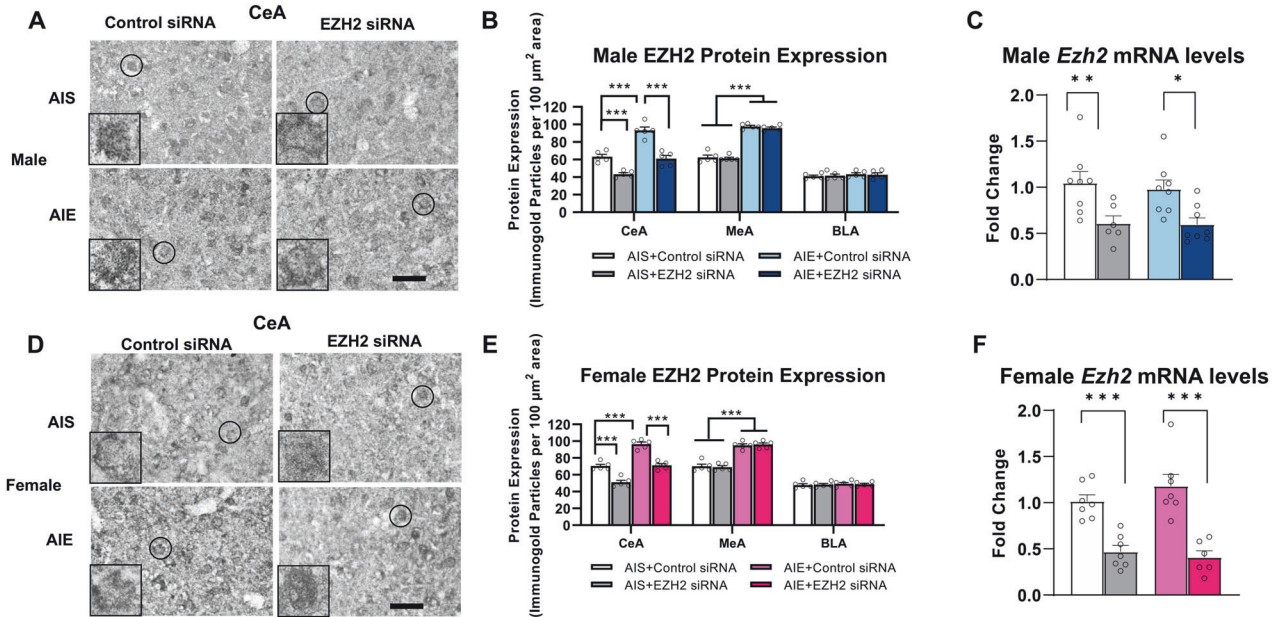 A
CeA
Control siRNA
EZH2 siRNA
AIS
Male
AIE
B
Male EZH2 Protein Expression
Protein Expression
(Immunogold Particles per 100 µm² area)
120
100
80
60
40
20
0
***
***
***
***
CeA
MeA
BLA
AIS+Control siRNA
AIE+Control siRNA
AIS+EZH2 siRNA
AIE+EZH2 siRNA
C
Male Ezh2 mRNA levels
Fold Change
2.0
1.5
1.0
0.5
0.0
**
*
D
CeA
Control siRNA
EZH2 siRNA
AIS
Female
AIE
E
Female EZH2 Protein Expression
Protein Expression
(Immunogold Particles per 100 µm² area)
120
100
80
60
40
20
0
***
***
***
***
CeA
MeA
BLA
AIS+Control siRNA
AIE+Control siRNA
AIS+EZH2 siRNA
AIE+EZH2 siRNA
F
Female Ezh2 mRNA levels
Fold Change
2.0
1.5
1.0
0.5
0.0
***
***